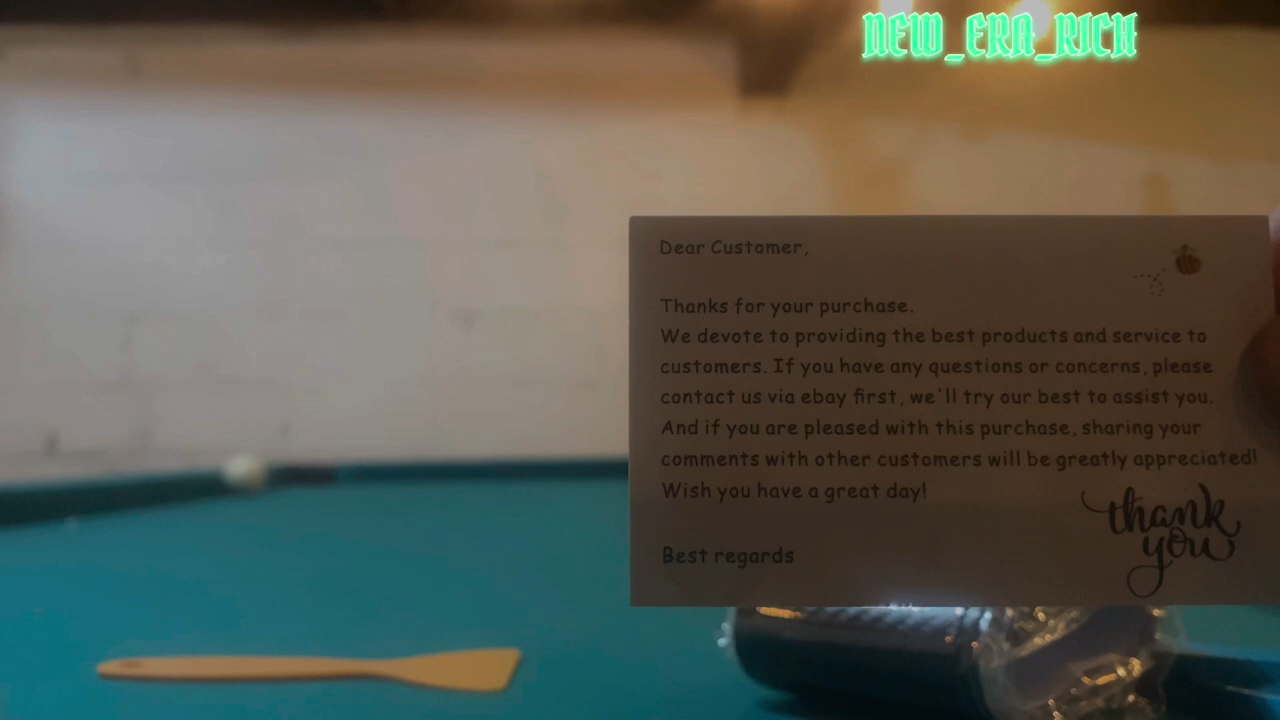 NEW_ERA_RICH
Dear Customer,
Thanks for your purchase.
We devote to providing the best products and service to
customers. If you have any questions or concerns, please
contact us via ebay first, we'll try our best to assist you.
And if you are pleased with this purchase, sharing your
comments with other customers will be greatly appreciated!
Wish you have a great day!
thank
you
Best regards